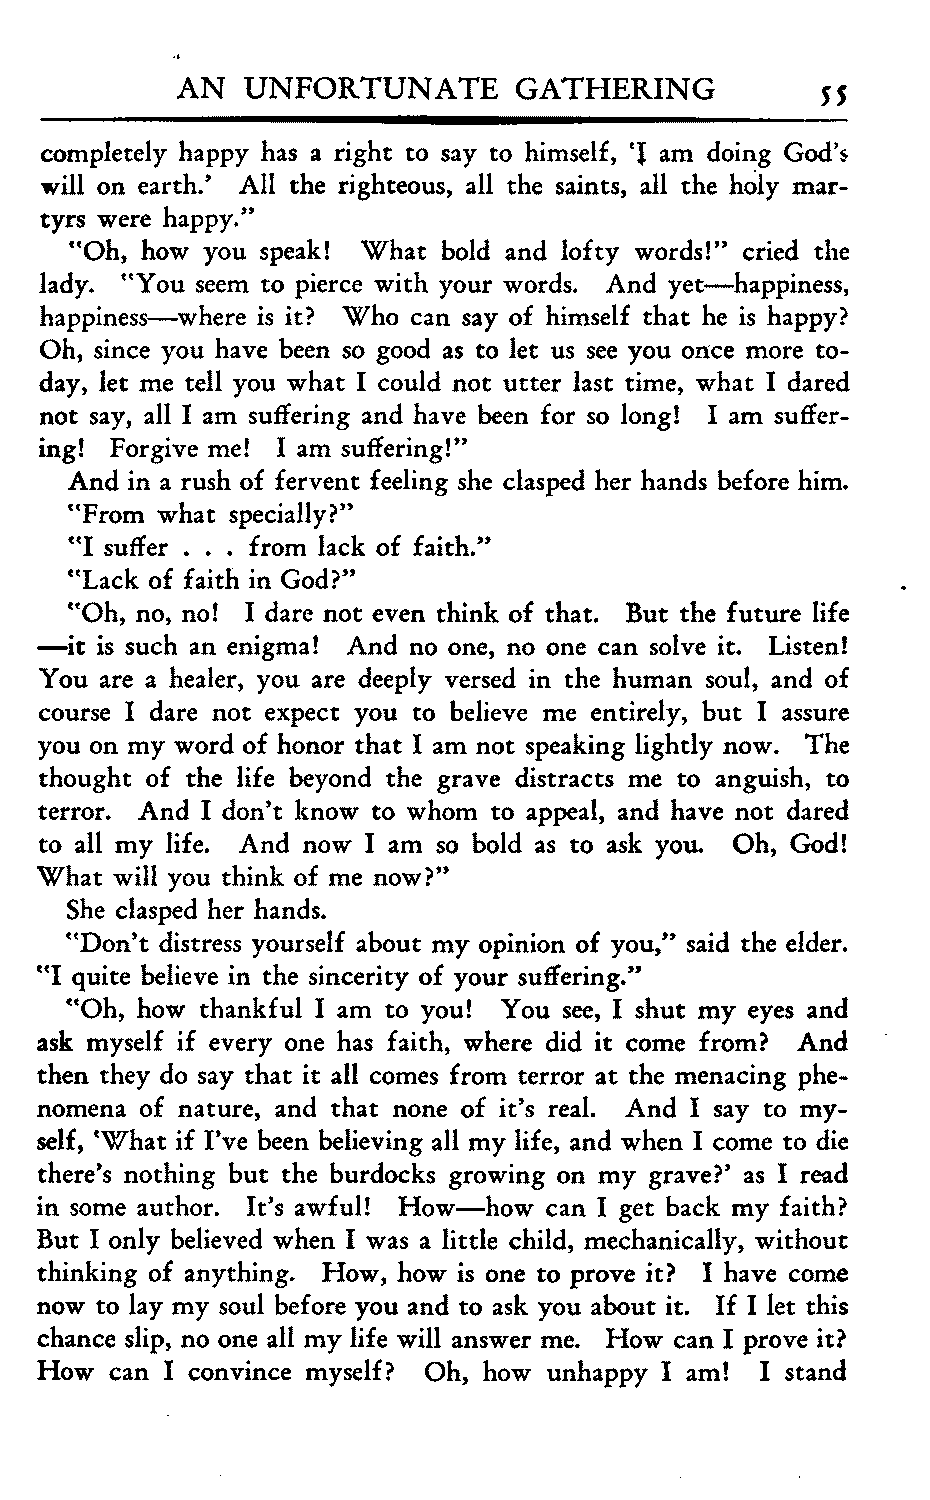 AN UNFORTUNATE GATHERING 55
completely happy has a right to say to himself, 'I am doing God's
will on earth.' All the righteous, all the saints, all the holy mar-
tyrs were happy."
"Oh, how you speak! What bold and lofty words!" cried the
lady. "You seem to pierce with your words. And yet—happiness,
happiness—where is it? Who can say of himself that he is happy?
Oh, since you have been so good as to let us see you once more to-
day, let me tell you what I could not utter last time, what I dared
not say, all I am suffering and have been for so long! I am suffer-
ing! Forgive me! I am suffering!"
And in a rush of fervent feeling she clasped her hands before him.
"From what specially?"
"I suffer . . . from lack of faith."
"Lack of faith in God?"
"Oh, no, no! I dare not even think of that. But the future life
—it is such an enigma! And no one, no one can solve it. Listen!
You are a healer, you are deeply versed in the human soul, and of
course I dare not expect you to believe me entirely, but I assure
you on my word of honor that I am not speaking lightly now. The
thought of the life beyond the grave distracts me to anguish, to
terror. And I don't know to whom to appeal, and have not dared
to all my life. And now I am so bold as to ask you. Oh, God!
What will you think of me now?"
She clasped her hands.
"Don't distress yourself about my opinion of you," said the elder.
"I quite believe in the sincerity of your suffering."
"Oh, how thankful I am to you! You see, I shut my eyes and
ask myself if every one has faith, where did it come from? And
then they do say that it all comes from terror at the menacing phe-
nomena of nature, and that none of it's real. And I say to my-
self, 'What if I've been believing all my life, and when I come to die
there's nothing but the burdocks growing on my grave?' as I read
in some author. It's awful! How—how can I get back my faith?
But I only believed when I was a little child, mechanically, without
thinking of anything. How, how is one to prove it? I have come
now to lay my soul before you and to ask you about it. If I let this
chance slip, no one all my life will answer me. How can I prove it?
How can I convince myself? Oh, how unhappy I am! I stand